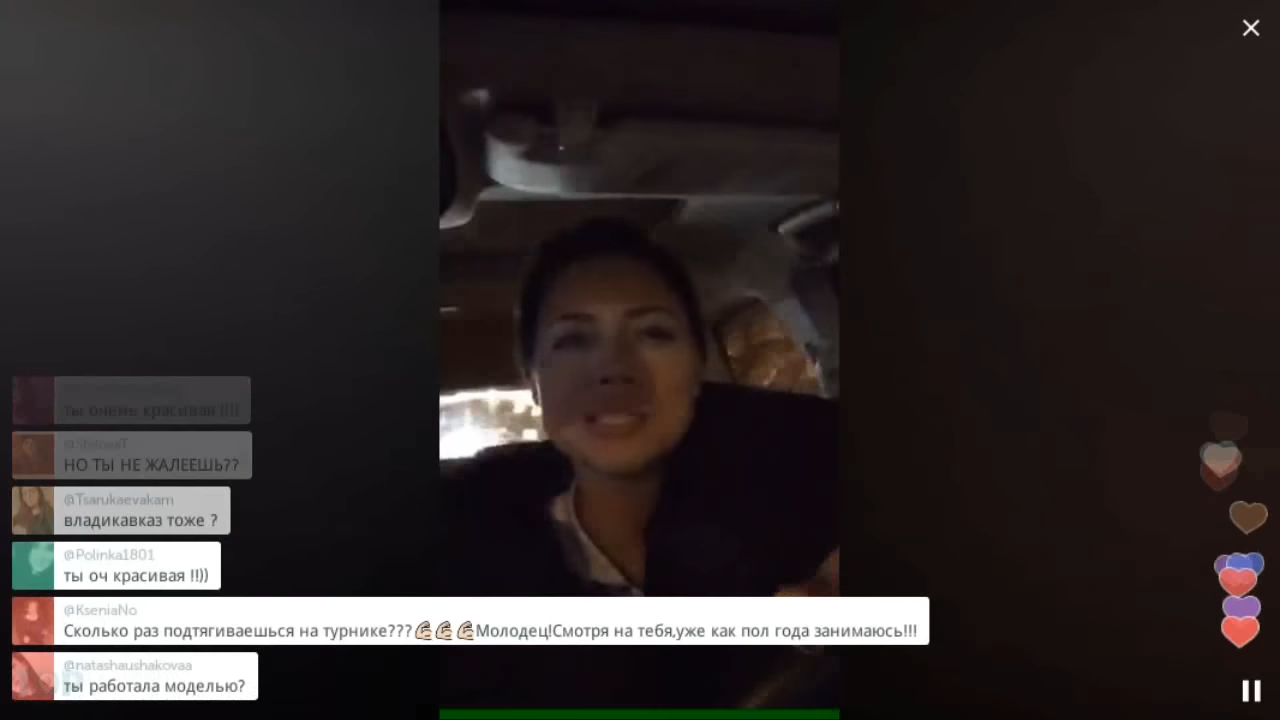 ты очень красивая !!!!
НО ТЫ НЕ ЖАЛЕЕШЬ??
@Tsarukaevakam
владикавказ тоже ?
@Polinka1801
ты оч красивая !!))
@KseniaNo
Сколько раз подтягиваешься на турнике???💪🏻💪🏻💪🏻Молодец!Смотря на тебя,уже как пол года занимаюсь!!!
@natashaushakovaa
ты работала моделью?